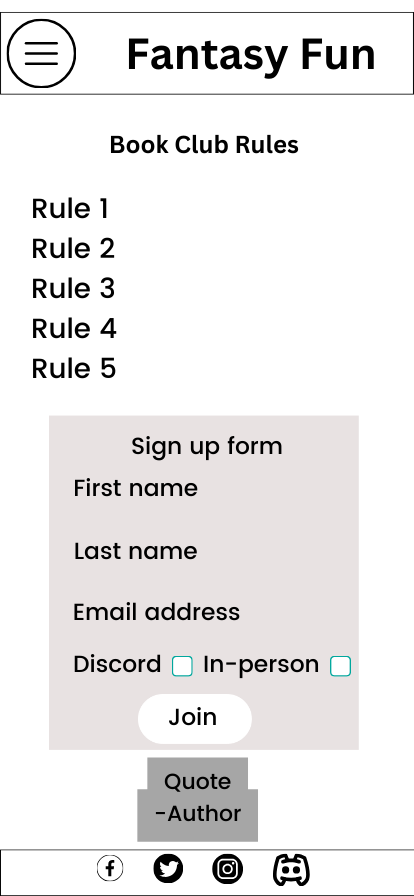 Fantasy Fun
Book Club Rules
Rule 1
Rule 2
Rule 3
Rule 4
Rule 5
Sign up form
First name
Last name
Email address
Discord In-person
Join
Quote
-Author